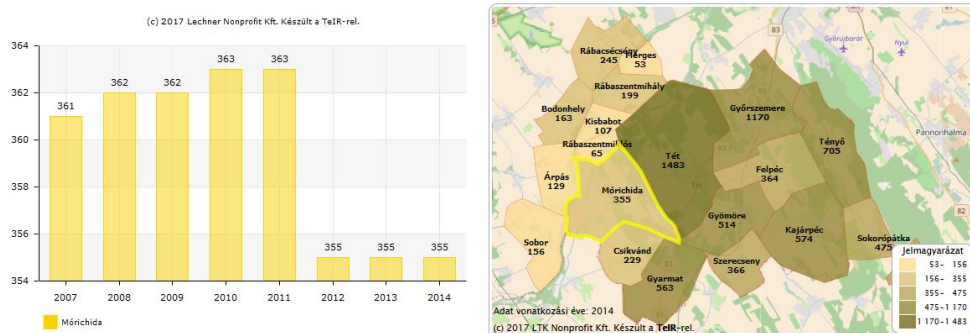 (c) 2017 Lechner Nonprofit Kft. Készült a TeIR-rel.
364
362
360
358
356
354
361
362
362
363
363
355
355
355
2007
2008
2009
2010
2011
2012
2013
2014
Mórichida
83
Győrújbarát
Nyúl
Rábacsécsény
245
Mérges
53
Rábaszentmihály
199
Bodonhely
163
Kisbabot
107
Rábaszentmiklós
65
Győrszemere
1170
Tényő
705
Pannonhalma
Tét
1483
Felpéc
364
Árpás
129
Mórichida
355
Gyömöre
514
Kajárpéc
574
Sokorópátka
475
82
Sobor
156
Csikvánd
229
Szerecseny
366
Gyarmat
563
83
Jelmagyarázat
53- 156
156- 355
355- 475
475-1 170
1 170-1 483
Adat vonatkozási éve: 2014
(c) 2017 LTK Nonprofit Kft. Készült a TeIR-rel.